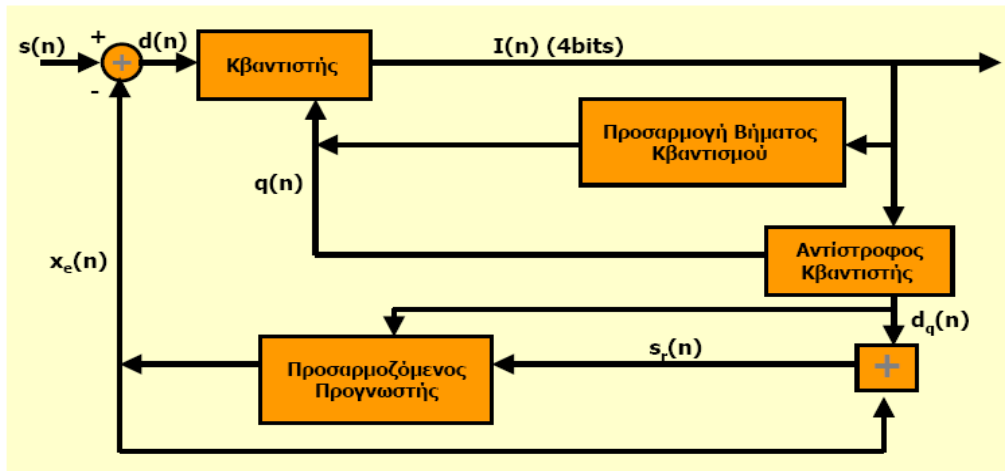 s(n)
+
d(n)
+
-
Κβαντιστής
I(n) (4bits)
Προσαρμογή Βήματος
Κβαντισμού
q(n)
Αντίστροφος
Κβαντιστής
xe(n)
dq(n)
sr(n)
Προσαρμοζόμενος
Προγνωστής
+